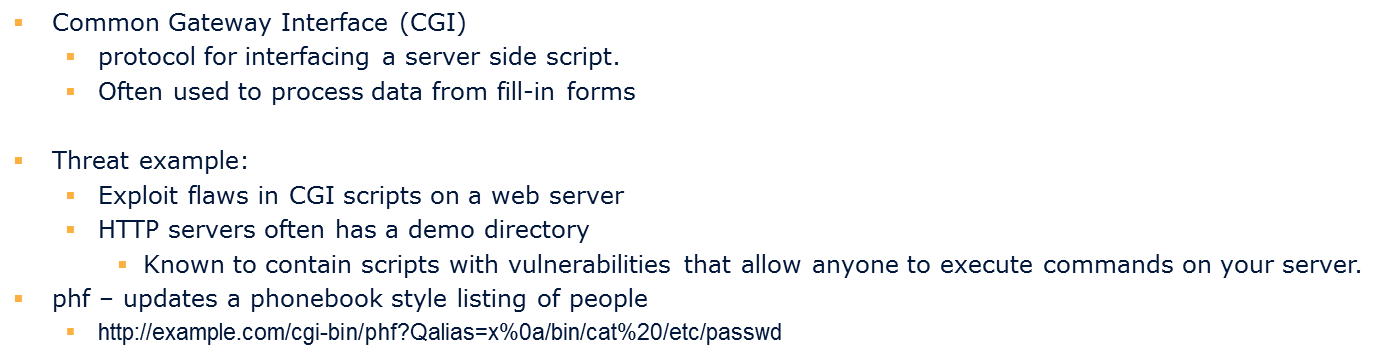 Common Gateway Interface (CGI)
protocol for interfacing a server side script.
Often used to process data from fill-in forms
Threat example:
Exploit flaws in CGI scripts on a web server
HTTP servers often has a demo directory
Known to contain scripts with vulnerabilities that allow anyone to execute commands on your server.
phf – updates a phonebook style listing of people
http://example.com/cgi-bin/phf?Qalias=x%0a/bin/cat%20/etc/passwd